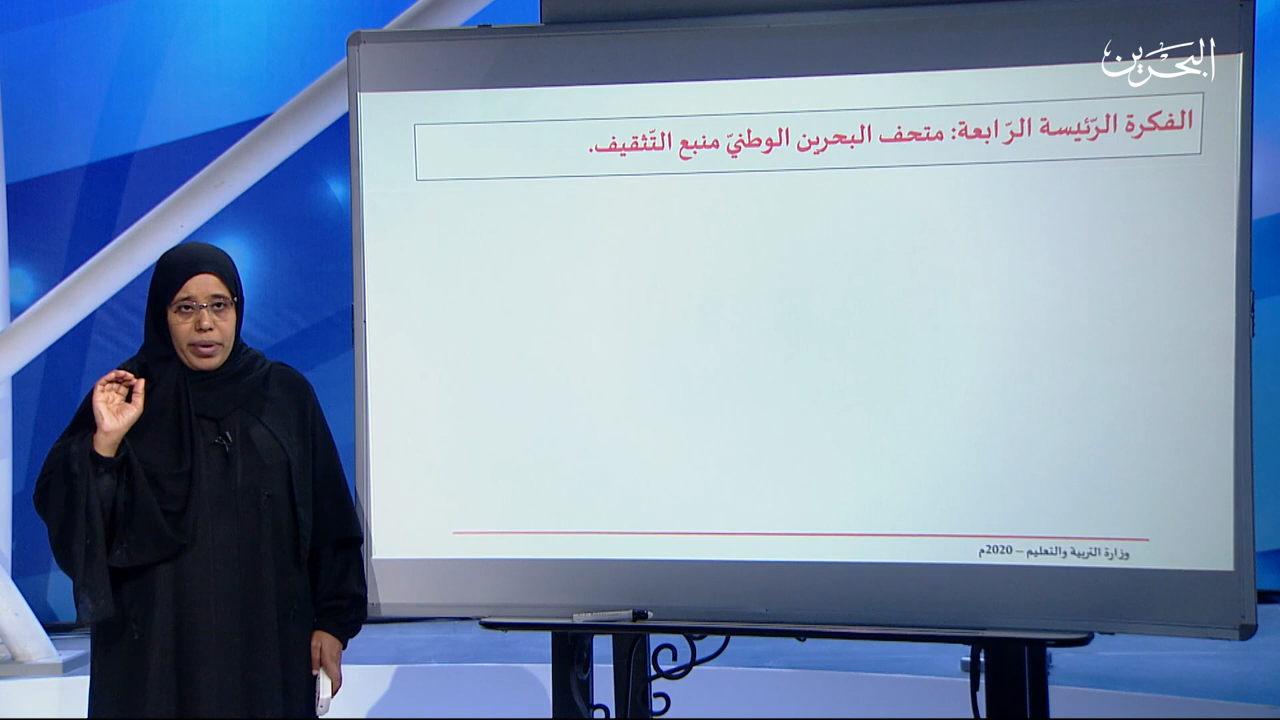 البحرين
الفكرة الرّئيسة الرّابعة: متحف البحرين الوطنيّ منبع التّثقيف.
وزارة التربية والتعليم – 2020م